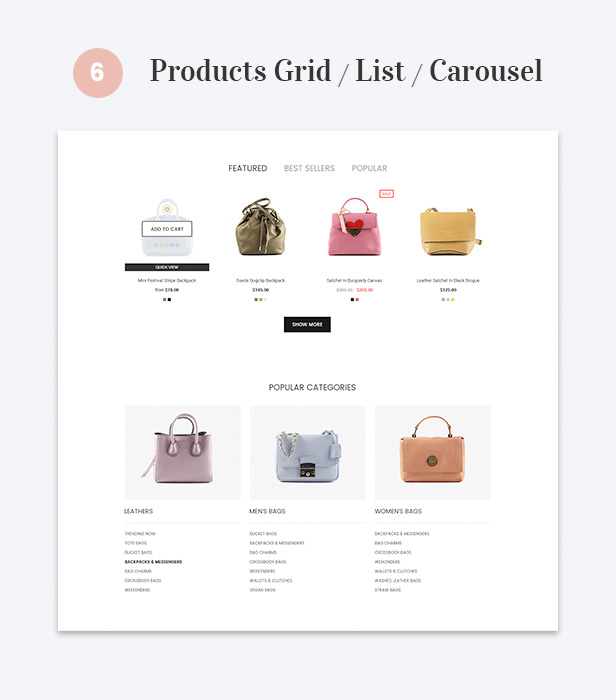 6 Products Grid / List / Carousel
FEATURED BEST SELLERS POPULAR
SALE
ADD TO CART
QUICK VIEW
Mini Festival Stripe Backpack Suede Dogclip Backpack Satchel in Burgundy Canvas Leather Satchel in Black Brogue
from $78.00 $145.00 $295.00 $125.00
SHOW MORE
POPULAR CATEGORIES
LEATHERS MEN'S BAGS WOMEN'S BAGS
TRENDING NOW BUCKET BAGS BACKPACKS & MESSENGERS
TOTE BAGS BACKPACKS & MESSENGERS BAG CHARMS
BUCKET BAGS BAG CHARMS CROSSBODY BAGS
BACKPACKS & MESSENGERS CROSSBODY BAGS WEEKENDERS
BAG CHARMS WEEKENDERS WALLETS & CLUTCHES
CROSSBODY BAGS WALLETS & CLUTCHES WASHED LEATHER BAGS
WEEKENDERS VEGAN BAGS STRAW BAGS